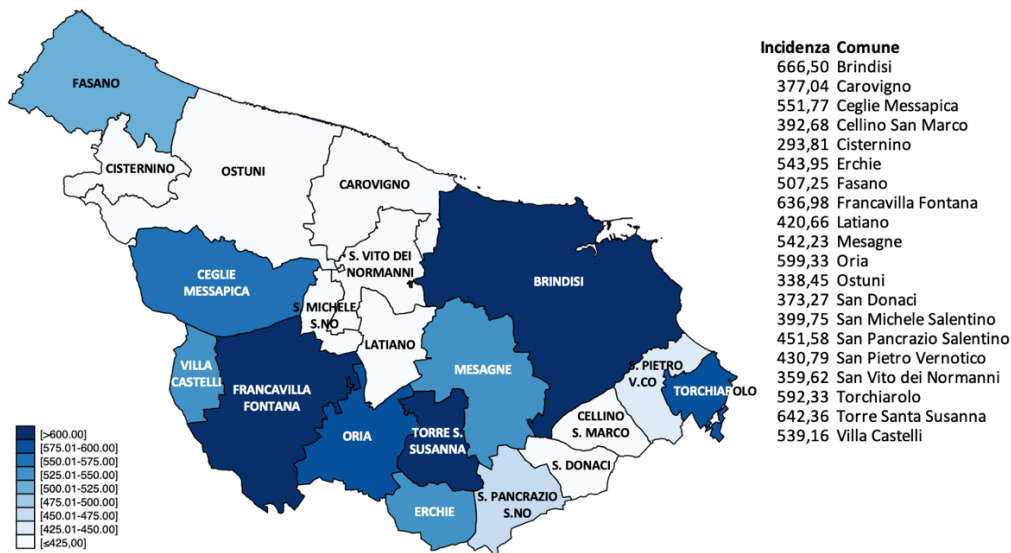 FASANO
CISTERNINO
OSTUNI
CAROVIGNO
S. VITO DEI
NORMANNI
CEGLIE
MESSAPICA
S. MICHELE
S.NO
BRINDISI
LATIANO
VILLA
CASTELLI
FRANCAVILLA
FONTANA
MESAGNE
S. PIETRO
V.CO
TORCHIAROLO
CELLINO
S. MARCO
ORIA
TORRE S.
SUSANNA
S. DONACI
S. PANCRAZIO
S.NO
ERCHIE
[>600.00]
[575.01-600.00]
[550.01-575.00]
[525.01-550.00]
[500.01-525.00]
[475.01-500.00]
[450.01-475.00]
[425.01-450.00]
[≤425,00]
Incidenza Comune
666,50 Brindisi
377,04 Carovigno
551,77 Ceglie Messapica
392,68 Cellino San Marco
293,81 Cisternino
543,95 Erchie
507,25 Fasano
636,98 Francavilla Fontana
420,66 Latiano
542,23 Mesagne
599,33 Oria
338,45 Ostuni
373,27 San Donaci
399,75 San Michele Salentino
451,58 San Pancrazio Salentino
430,79 San Pietro Vernotico
359,62 San Vito dei Normanni
592,33 Torchiarolo
642,36 Torre Santa Susanna
539,16 Villa Castelli